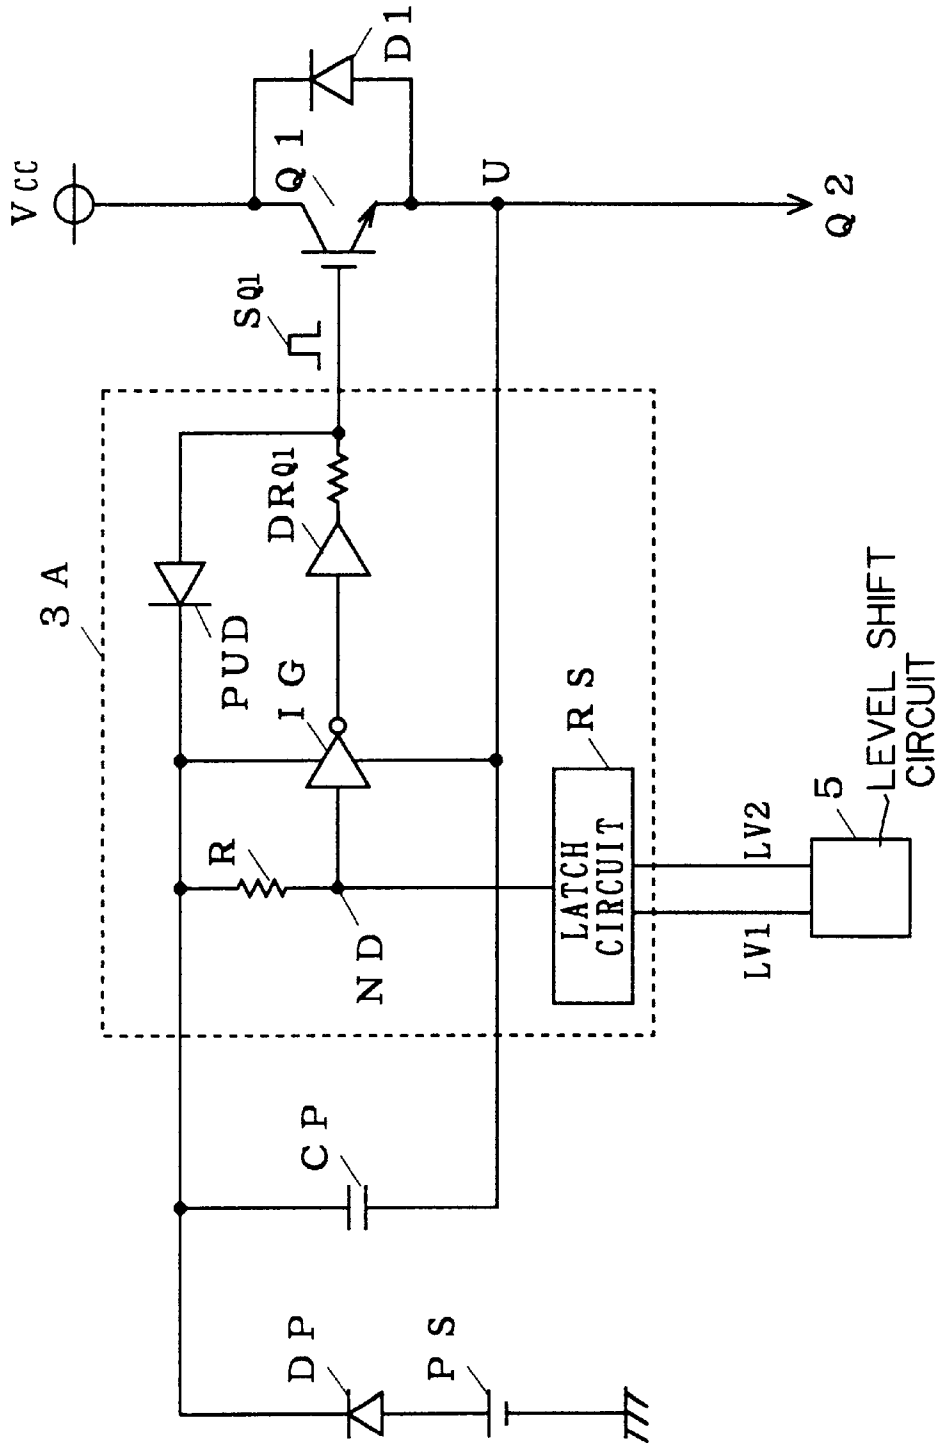 VCC
D1
Q1
U
Q2
SQ1
3A
PUD
DRQ1
IG
R
ND
LATCH
CIRCUIT
RS
LV1
LV2
5
LEVEL SHIFT
CIRCUIT
CP
DP
PS